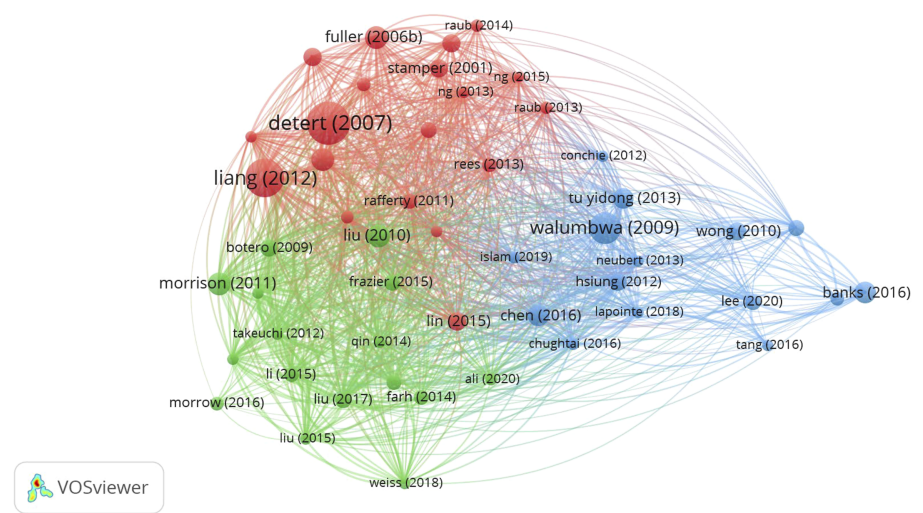 raub (2014)
fuller (2006b)
stamper (2001)
ng (2015)
ng (2013)
raub (2013)
detert (2007)
conchie (2012)
rees (2013)
liang (2012)
tu yidong (2013)
rafferty (2011)
walumbwa (2009)
wong (2010)
liu (2010)
botero (2009)
islam (2019)
neubert (2013)
morrison (2011)
frazier (2015)
hsiung (2012)
banks (2016)
lee (2020)
lapointe (2018)
chen (2016)
lin (2015)
takeuchi (2012)
qin (2014)
chughtai (2016)
tang (2016)
li (2015)
ali (2020)
morrow (2016)
liu (2017)
farh (2014)
liu (2015)
weiss (2018)
VOSviewer